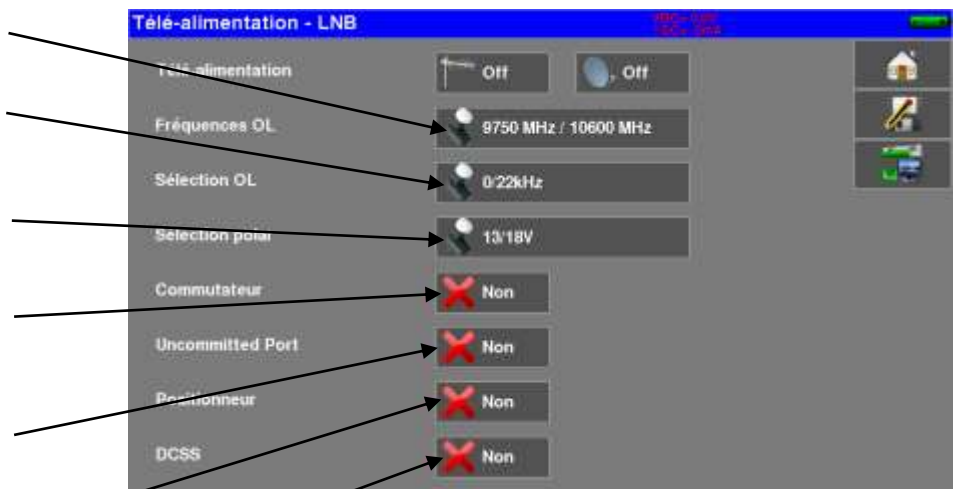 Télé-alimentation - LNB
Télé-alimentation Off Off
Fréquences OL 9750 MHz / 10600 MHz
Sélection OL 0/22kHz
Sélection polar 13/18V
Commutateur Non
Uncommitted Port Non
Positionneur Non
DCSS Non